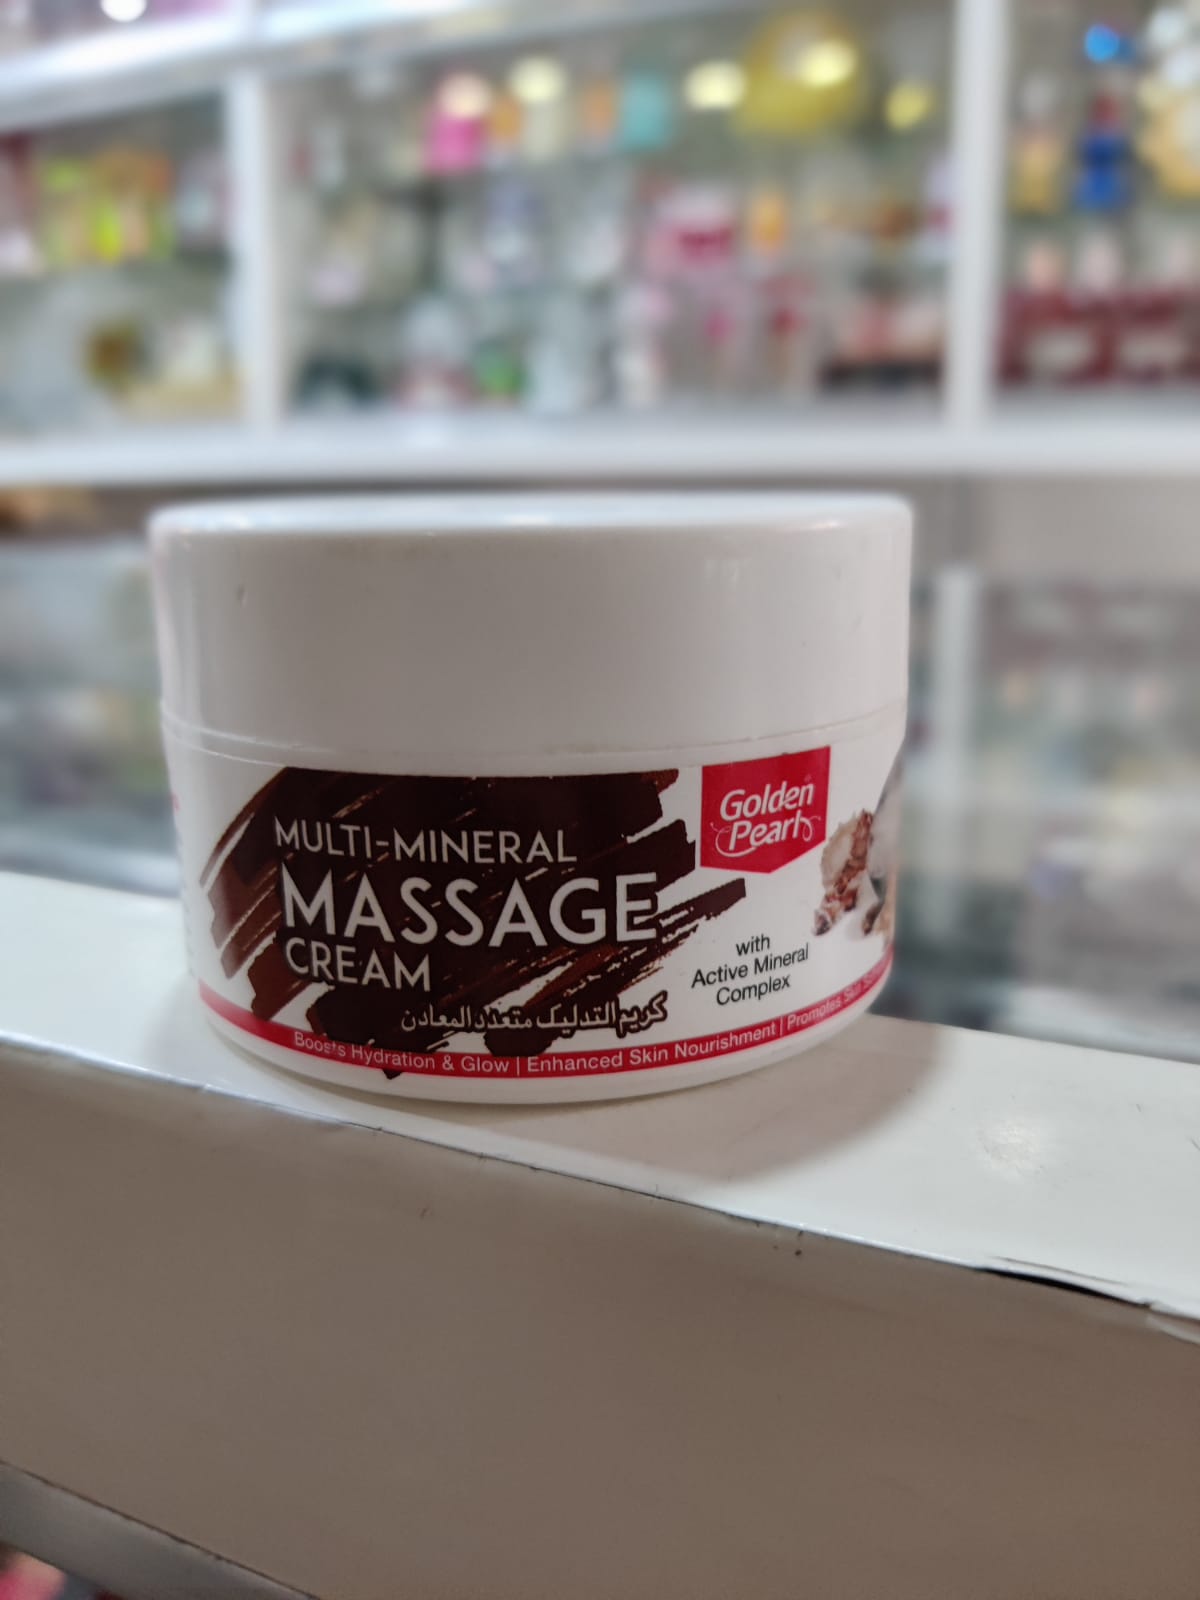 Golden
Pearl
MULTI-MINERAL
MASSAGE
CREAM
with
Active Mineral
Complex
كريم التدليك متعدد المعادن
Boosts Hydration & Glow | Enhanced Skin Nourishment | Promotes Skin